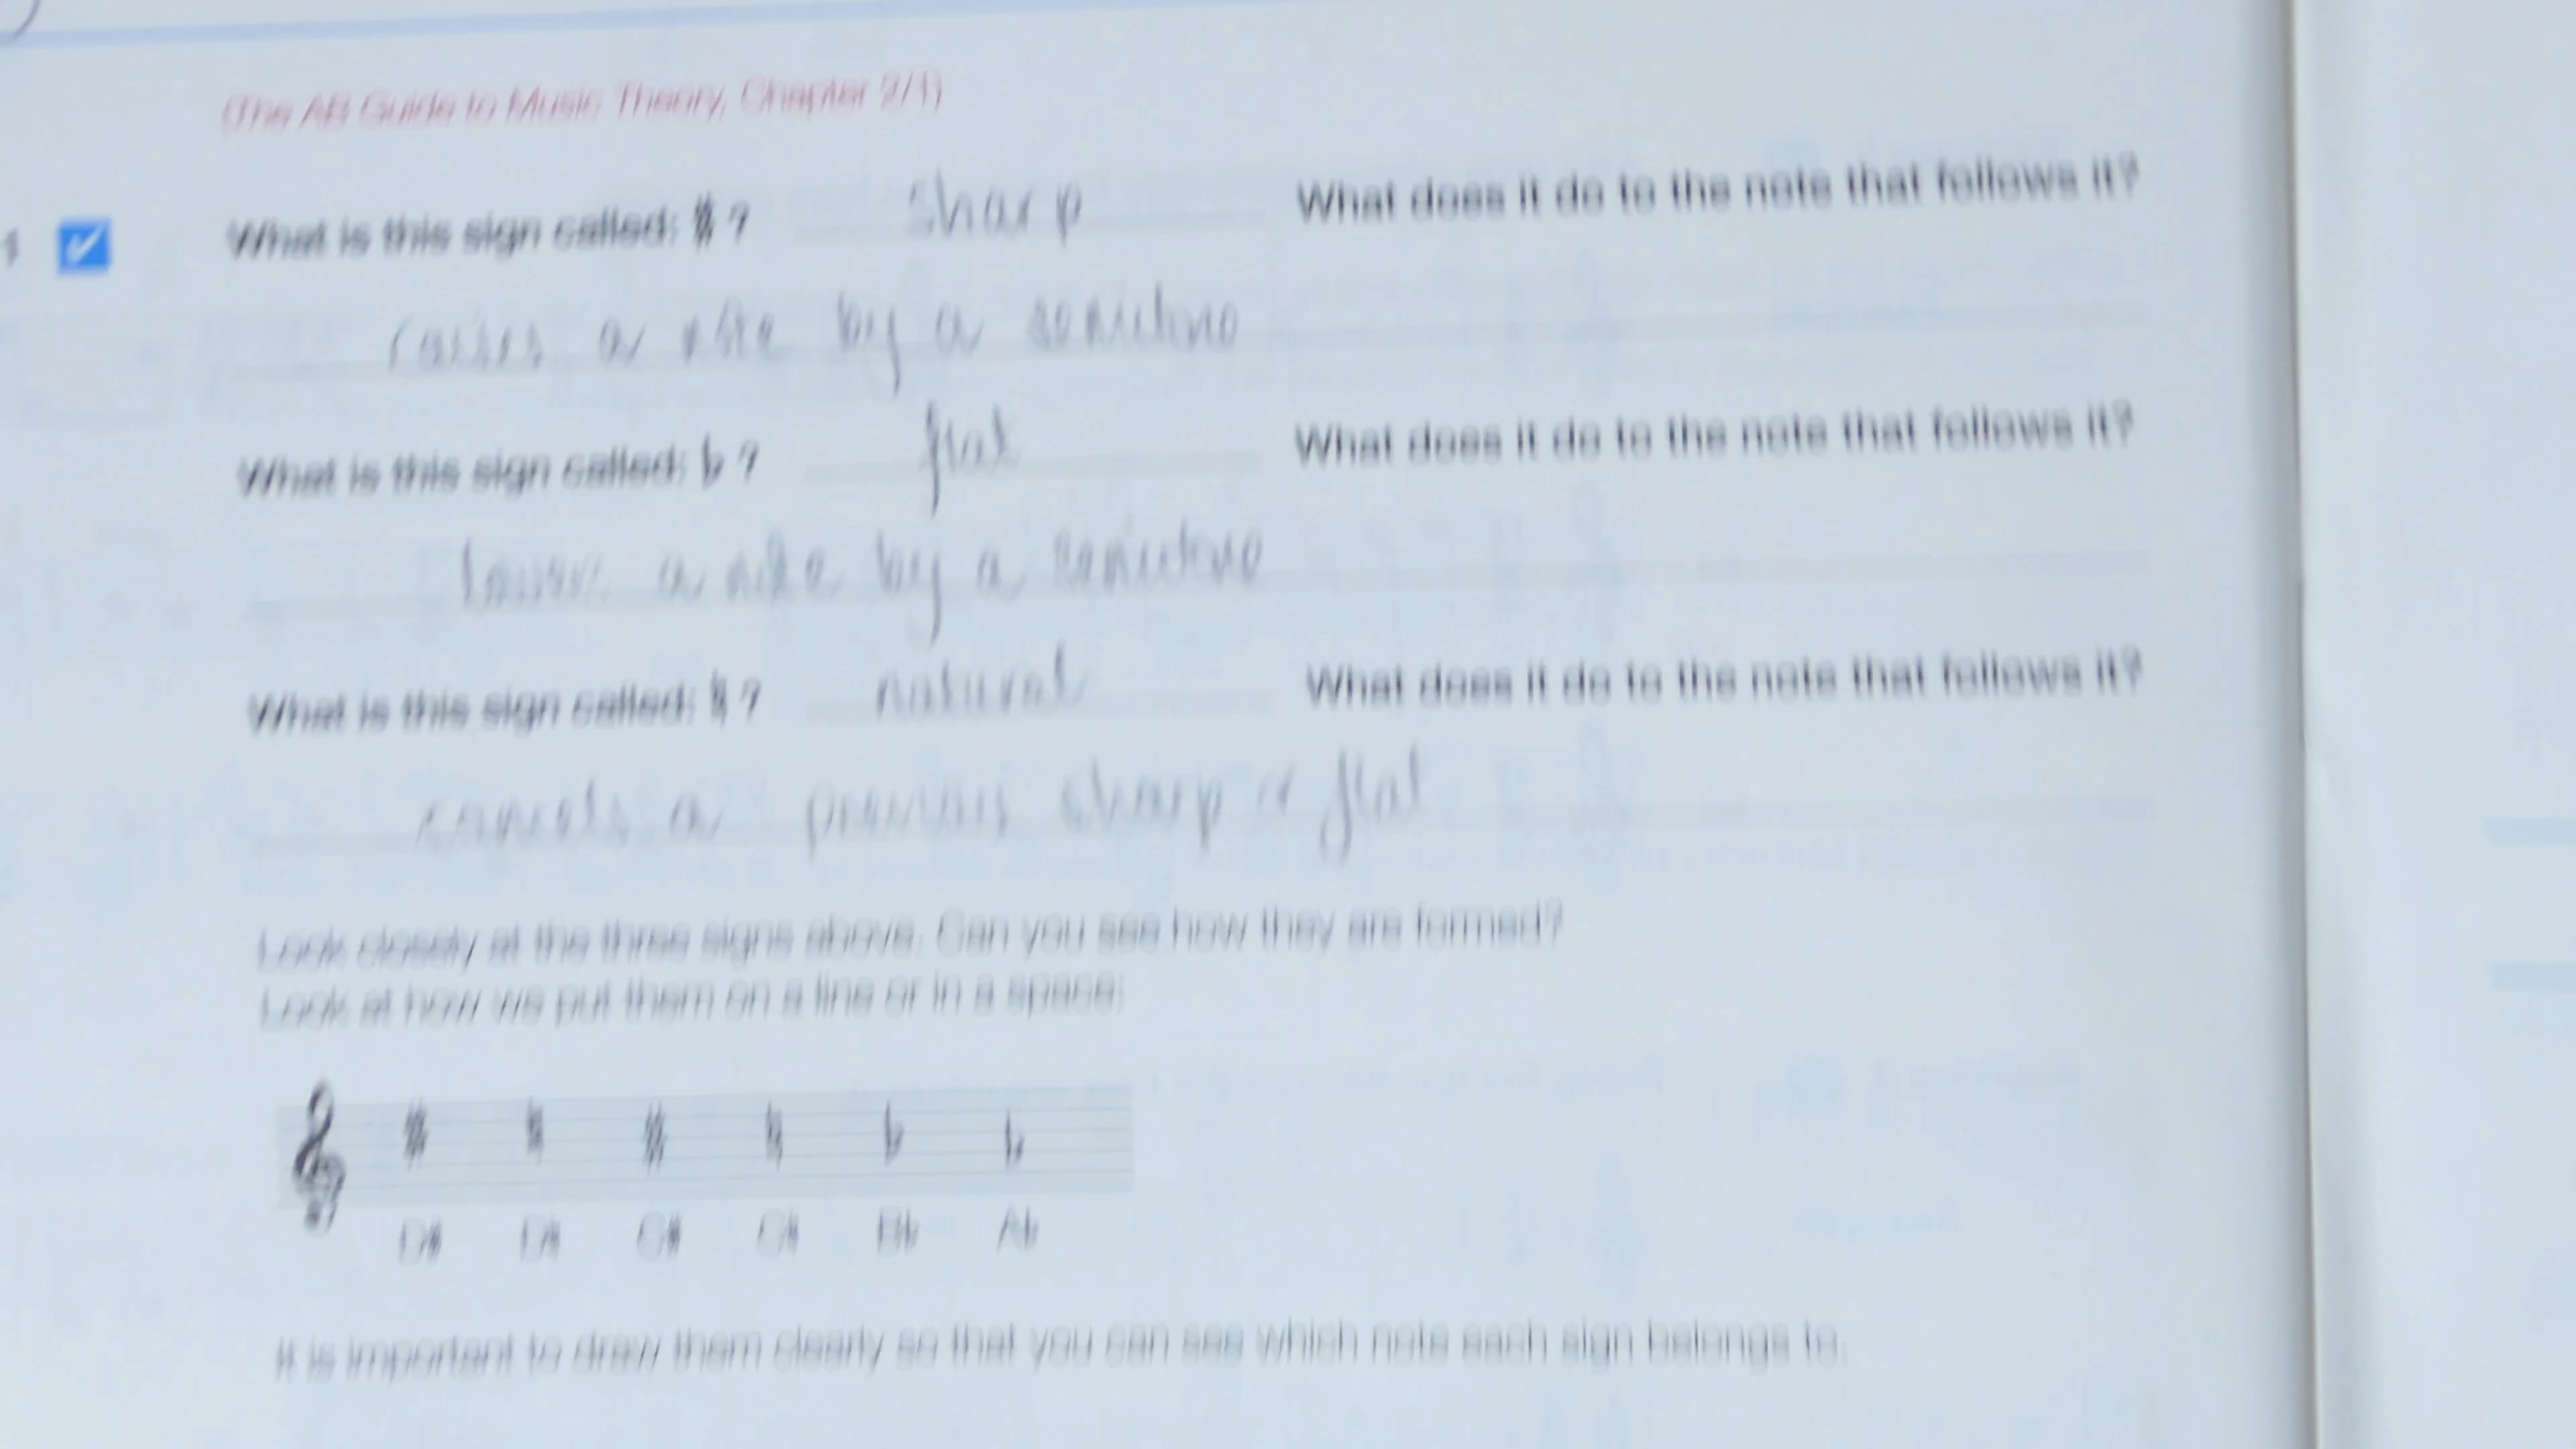 (The AB Guide to Music Theory, Chapter 2/1)
1 What is this sign called: ♯ ? sharp What does it do to the note that follows it?
raises a note by a semitone
What is this sign called: ♭ ? flat What does it do to the note that follows it?
lower a note by a semitone
What is this sign called: ♮ ? natural What does it do to the note that follows it?
cancels a previous sharp or flat
Look closely at the three signs above. Can you see how they are formed?
Look at how we put them on a line or in a space:
D♯ D♮ C♯ C♮ B♭ A♭
It is important to draw them clearly so that you can see which note each sign belongs to.